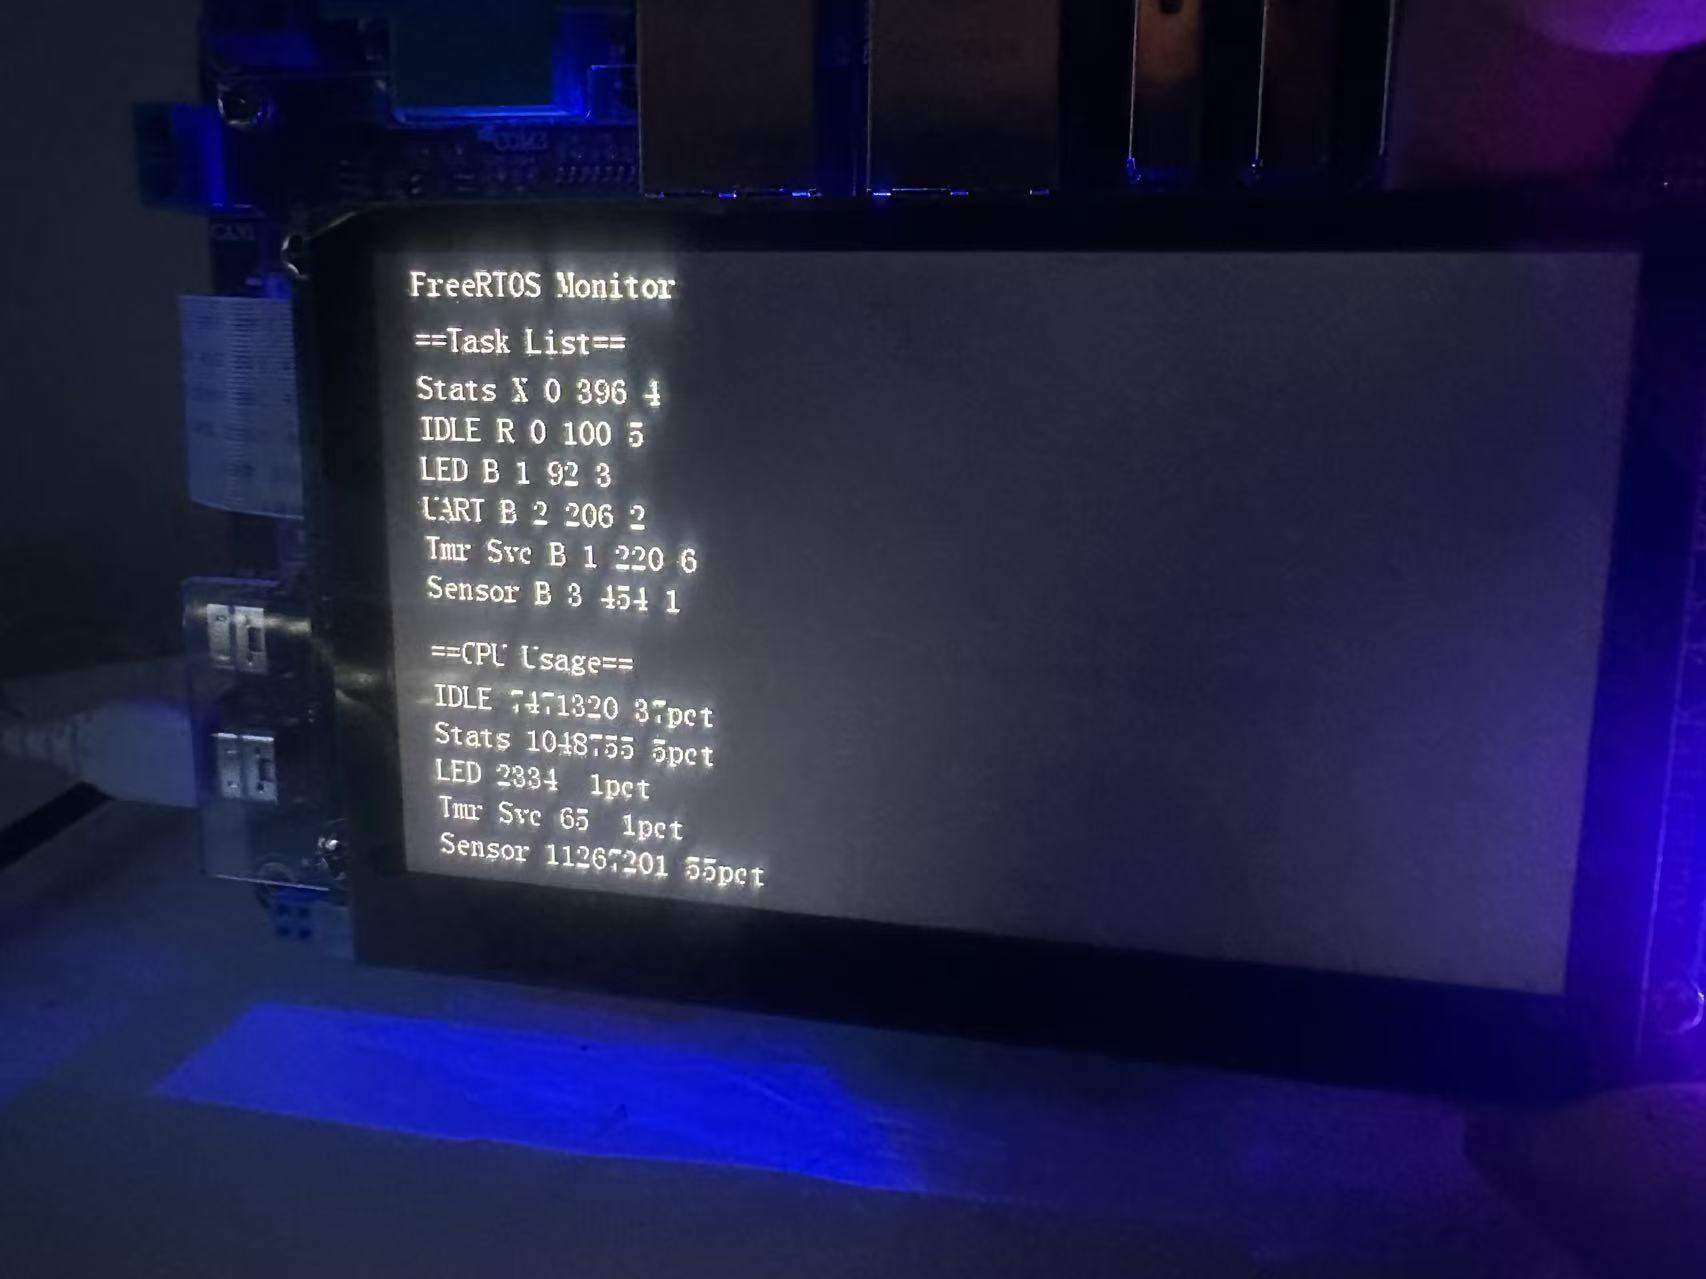 COM3
CAN1
FreeRTOS Monitor
==Task List==
Stats X 0 396 4
IDLE R 0 100 5
LED B 1 92 3
UART B 2 206 2
Tmr Svc B 1 220 6
Sensor B 3 454 1
==CPU Usage==
IDLE 7471320 37pct
Stats 1048755 5pct
LED 2334 1pct
Tmr Svc 65 1pct
Sensor 11267201 55pct